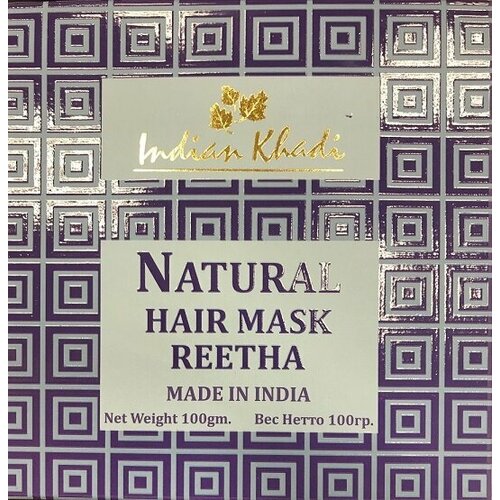 Indian Khadi
NATURAL
HAIR MASK
REETHA
MADE IN INDIA
Net Weight 100gm. Вес Нетто 100гр.